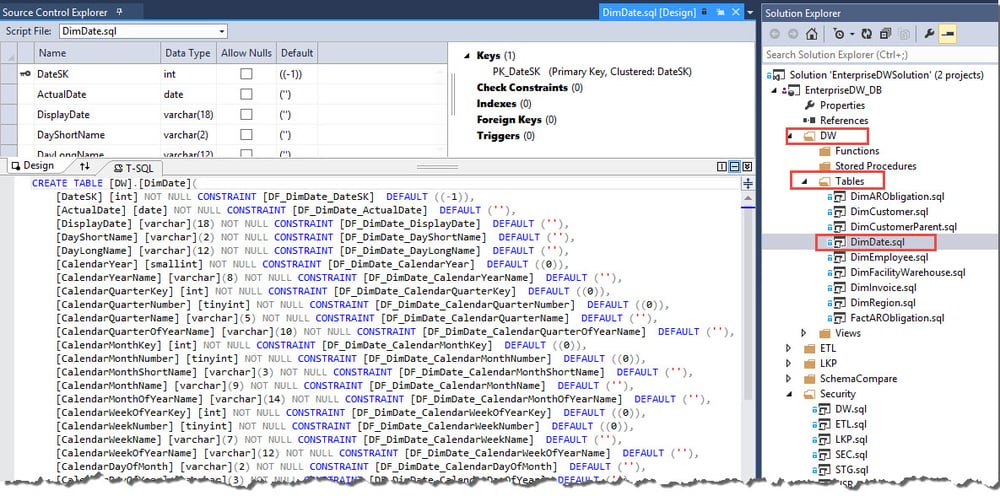 Source Control Explorer
DimDate.sql [Design]
Script File: DimDate.sql
Name Data Type Allow Nulls Default
DateSK int ((-1))
ActualDate date ('')
DisplayDate varchar(18) ('')
DayShortName varchar(2) ('')
DayLongName varchar(12) ('')
Keys (1)
PK_DateSK (Primary Key, Clustered: DateSK)
Check Constraints (0)
Indexes (0)
Foreign Keys (0)
Triggers (0)
Design T-SQL
CREATE TABLE [DW].[DimDate](
[DateSK] [int] NOT NULL CONSTRAINT [DF_DimDate_DateSK] DEFAULT ((-1)),
[ActualDate] [date] NOT NULL CONSTRAINT [DF_DimDate_ActualDate] DEFAULT (''),
[DisplayDate] [varchar](18) NOT NULL CONSTRAINT [DF_DimDate_DisplayDate] DEFAULT (''),
[DayShortName] [varchar](2) NOT NULL CONSTRAINT [DF_DimDate_DayShortName] DEFAULT (''),
[DayLongName] [varchar](12) NOT NULL CONSTRAINT [DF_DimDate_DayLongName] DEFAULT (''),
[CalendarYear] [smallint] NOT NULL CONSTRAINT [DF_DimDate_CalendarYear] DEFAULT ((0)),
[CalendarYearName] [varchar](8) NOT NULL CONSTRAINT [DF_DimDate_CalendarYearName] DEFAULT (''),
[CalendarQuarterKey] [int] NOT NULL CONSTRAINT [DF_DimDate_CalendarQuarterKey] DEFAULT ((0)),
[CalendarQuarterNumber] [tinyint] NOT NULL CONSTRAINT [DF_DimDate_CalendarQuarterNumber] DEFAULT ((0)),
[CalendarQuarterName] [varchar](5) NOT NULL CONSTRAINT [DF_DimDate_CalendarQuarterName] DEFAULT (''),
[CalendarQuarterOfYearName] [varchar](10) NOT NULL CONSTRAINT [DF_DimDate_CalendarQuarterOfYearName] DEFAULT (''),
[CalendarMonthKey] [int] NOT NULL CONSTRAINT [DF_DimDate_CalendarMonthKey] DEFAULT ((0)),
[CalendarMonthNumber] [tinyint] NOT NULL CONSTRAINT [DF_DimDate_CalendarMonthNumber] DEFAULT ((0)),
[CalendarMonthShortName] [varchar](3) NOT NULL CONSTRAINT [DF_DimDate_CalendarMonthShortName] DEFAULT (''),
[CalendarMonthName] [varchar](9) NOT NULL CONSTRAINT [DF_DimDate_CalendarMonthName] DEFAULT (''),
[CalendarMonthOfYearName] [varchar](14) NOT NULL CONSTRAINT [DF_DimDate_CalendarMonthOfYearName] DEFAULT (''),
[CalendarWeekOfYearKey] [int] NOT NULL CONSTRAINT [DF_DimDate_CalendarWeekOfYearKey] DEFAULT ((0)),
[CalendarWeekNumber] [tinyint] NOT NULL CONSTRAINT [DF_DimDate_CalendarWeekNumber] DEFAULT ((0)),
[CalendarWeekName] [varchar](7) NOT NULL CONSTRAINT [DF_DimDate_CalendarWeekName] DEFAULT (''),
[CalendarWeekOfYearName] [varchar](12) NOT NULL CONSTRAINT [DF_DimDate_CalendarWeekOfYearName] DEFAULT (''),
[CalendarDayOfMonth] [varchar](2) NOT NULL CONSTRAINT [DF_DimDate_CalendarDayOfMonth] DEFAULT (''),
Solution Explorer
Search Solution Explorer (Ctrl+;)
Solution 'EnterpriseDWSolution' (2 projects)
EnterpriseDW_DB
Properties
References
DW
Functions
Stored Procedures
Tables
DimARObligation.sql
DimCustomer.sql
DimCustomerParent.sql
DimDate.sql
DimEmployee.sql
DimFacilityWarehouse.sql
DimInvoice.sql
DimRegion.sql
FactARObligation.sql
Views
ETL
LKP
SchemaCompare
Security
DW.sql
ETL.sql
LKP.sql
SEC.sql
STG.sql